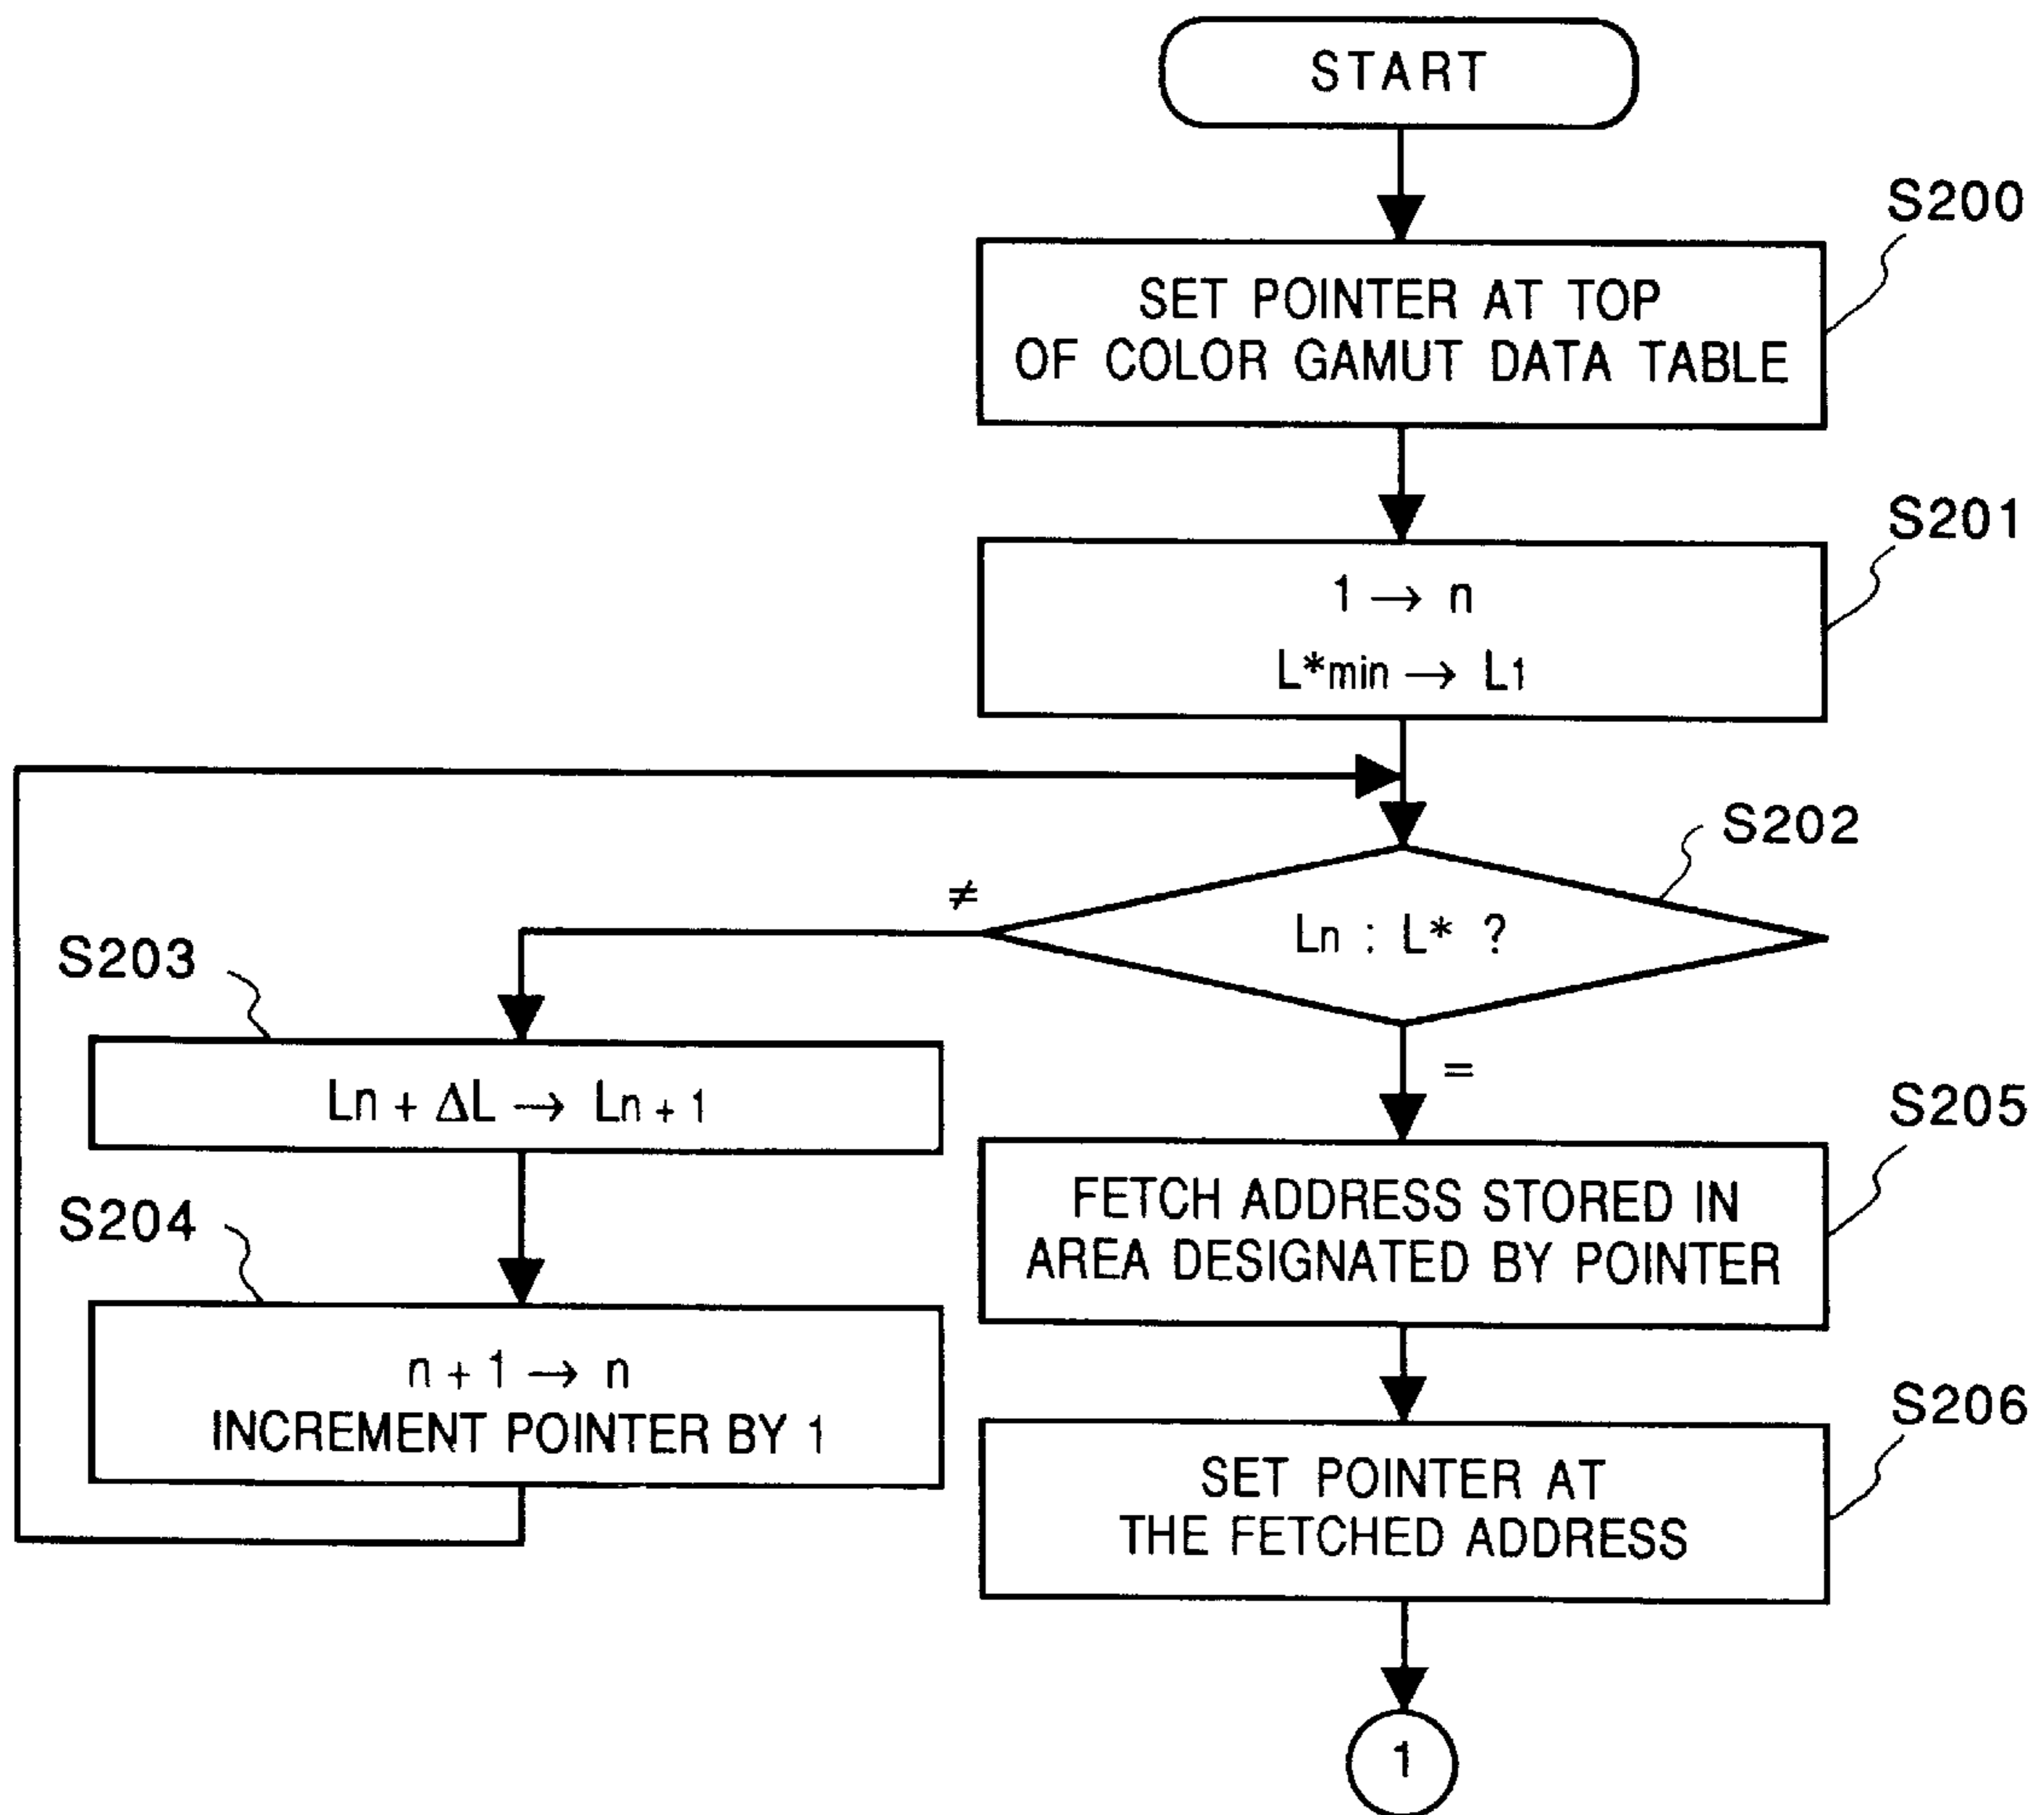 START
S200
SET POINTER AT TOP
OF COLOR GAMUT DATA TABLE
S201
1 → n
L*min → L1
S202
≠
Ln : L* ?
S203
Ln + ΔL → Ln + 1
=
S205
FETCH ADDRESS STORED IN
AREA DESIGNATED BY POINTER
S204
n + 1 → n
INCREMENT POINTER BY 1
S206
SET POINTER AT
THE FETCHED ADDRESS
1